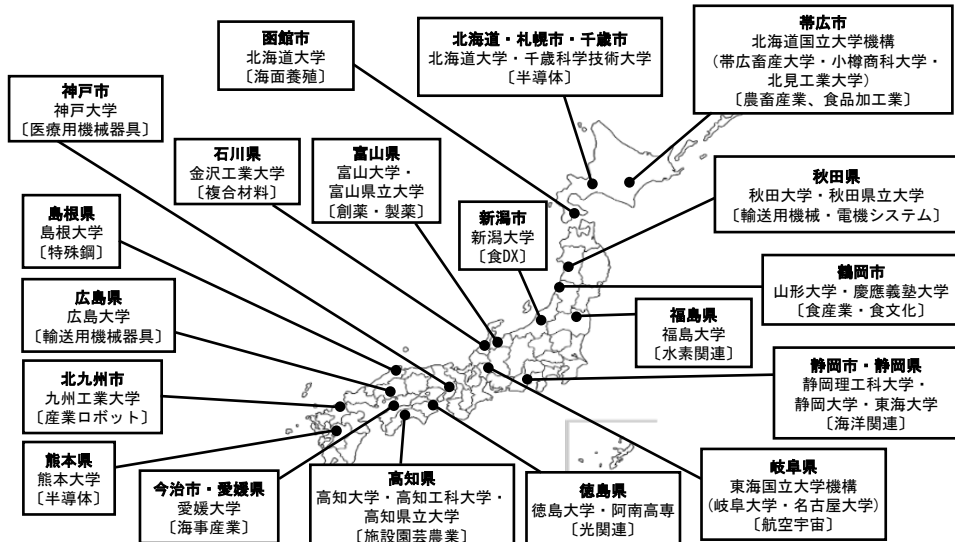 函館市
北海道大学
〔海面養殖〕
北海道・札幌市・千歳市
北海道大学・千歳科学技術大学
〔半導体〕
帯広市
北海道国立大学機構
(帯広畜産大学・小樽商科大学・
北見工業大学)
〔農畜産業、食品加工業〕
神戸市
神戸大学
〔医療用機械器具〕
石川県
金沢工業大学
〔複合材料〕
富山県
富山大学・
富山県立大学
〔創薬・製薬〕
秋田県
秋田大学・秋田県立大学
〔輸送用機械・電機システム〕
島根県
島根大学
〔特殊鋼〕
新潟市
新潟大学
〔食DX〕
鶴岡市
山形大学・慶應義塾大学
〔食産業・食文化〕
広島県
広島大学
〔輸送用機械器具〕
福島県
福島大学
〔水素関連〕
北九州市
九州工業大学
〔産業ロボット〕
静岡市・静岡県
静岡理工科大学・
静岡大学・東海大学
〔海洋関連〕
熊本県
熊本大学
〔半導体〕
今治市・愛媛県
愛媛大学
〔海事産業〕
高知県
高知大学・高知工科大学・
高知県立大学
〔施設園芸農業〕
徳島県
徳島大学・阿南高専
〔光関連〕
岐阜県
東海国立大学機構
(岐阜大学・名古屋大学)
〔航空宇宙〕